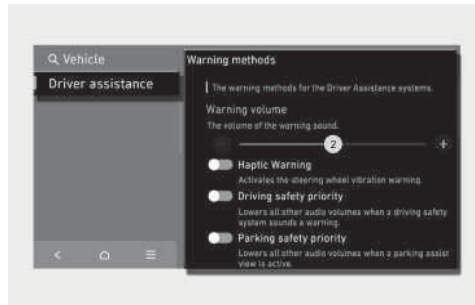 Vehicle
Driver assistance
Warning methods
The warning methods for the Driver Assistance systems.
Warning volume
The volume of the warning sound.
2
Haptic Warning
Activates the steering wheel vibration warning.
Driving safety priority
Lowers all other audio volumes when a driving safety
system sounds a warning.
Parking safety priority
Lowers all other audio volumes when a parking assist
view is active.